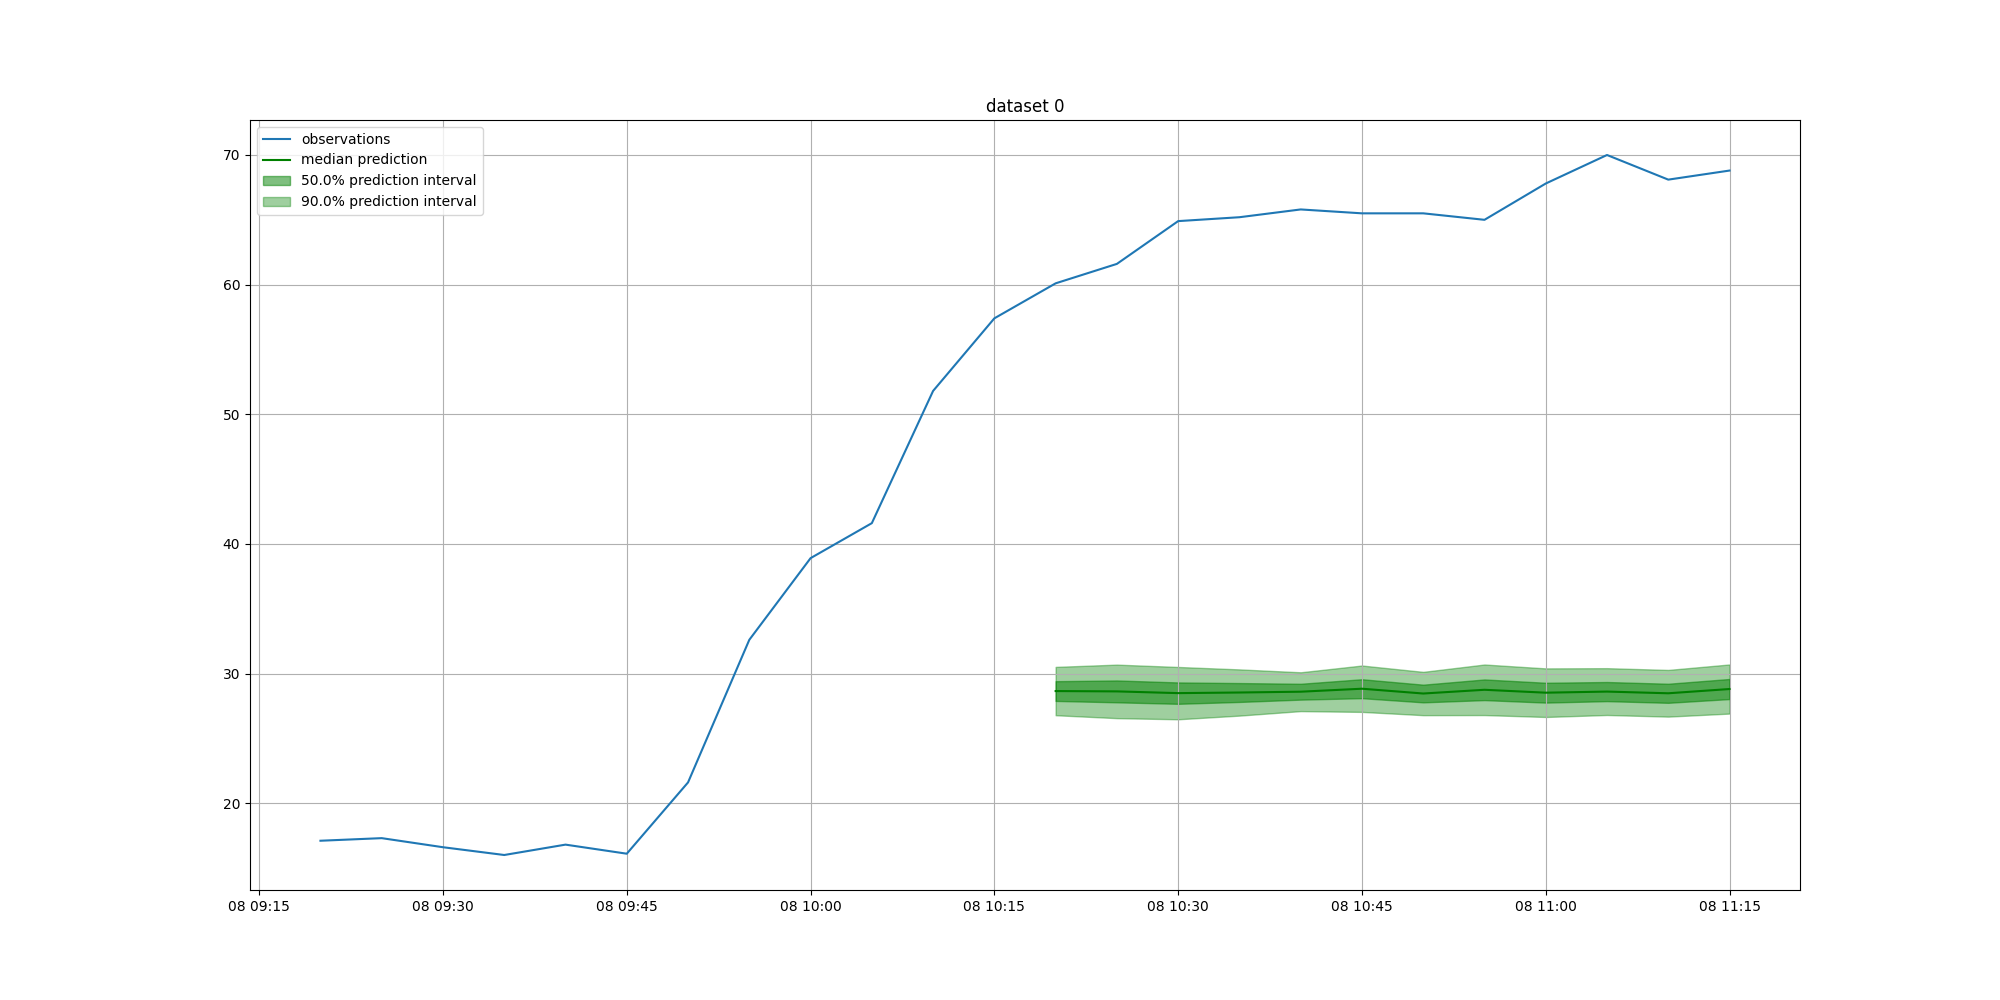 dataset 0
observations
median prediction
50.0% prediction interval
90.0% prediction interval
70
60
50
40
30
20
08 09:15 08 09:30 08 09:45 08 10:00 08 10:15 08 10:30 08 10:45 08 11:00 08 11:15